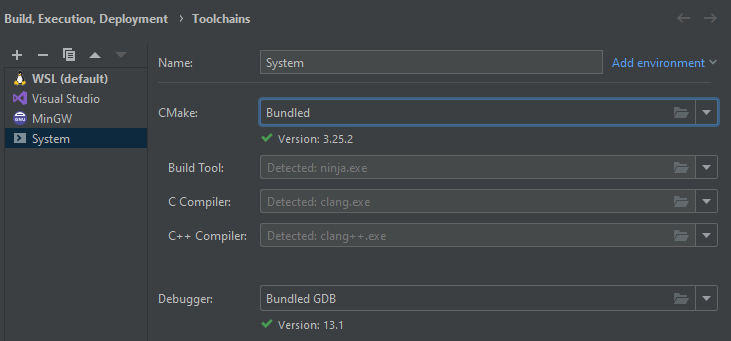 Build, Execution, Deployment › Toolchains
Name: System Add environment
WSL (default)
Visual Studio
MinGW
System
CMake: Bundled
Version: 3.25.2
Build Tool: Detected: ninja.exe
C Compiler: Detected: clang.exe
C++ Compiler: Detected: clang++.exe
Debugger: Bundled GDB
Version: 13.1